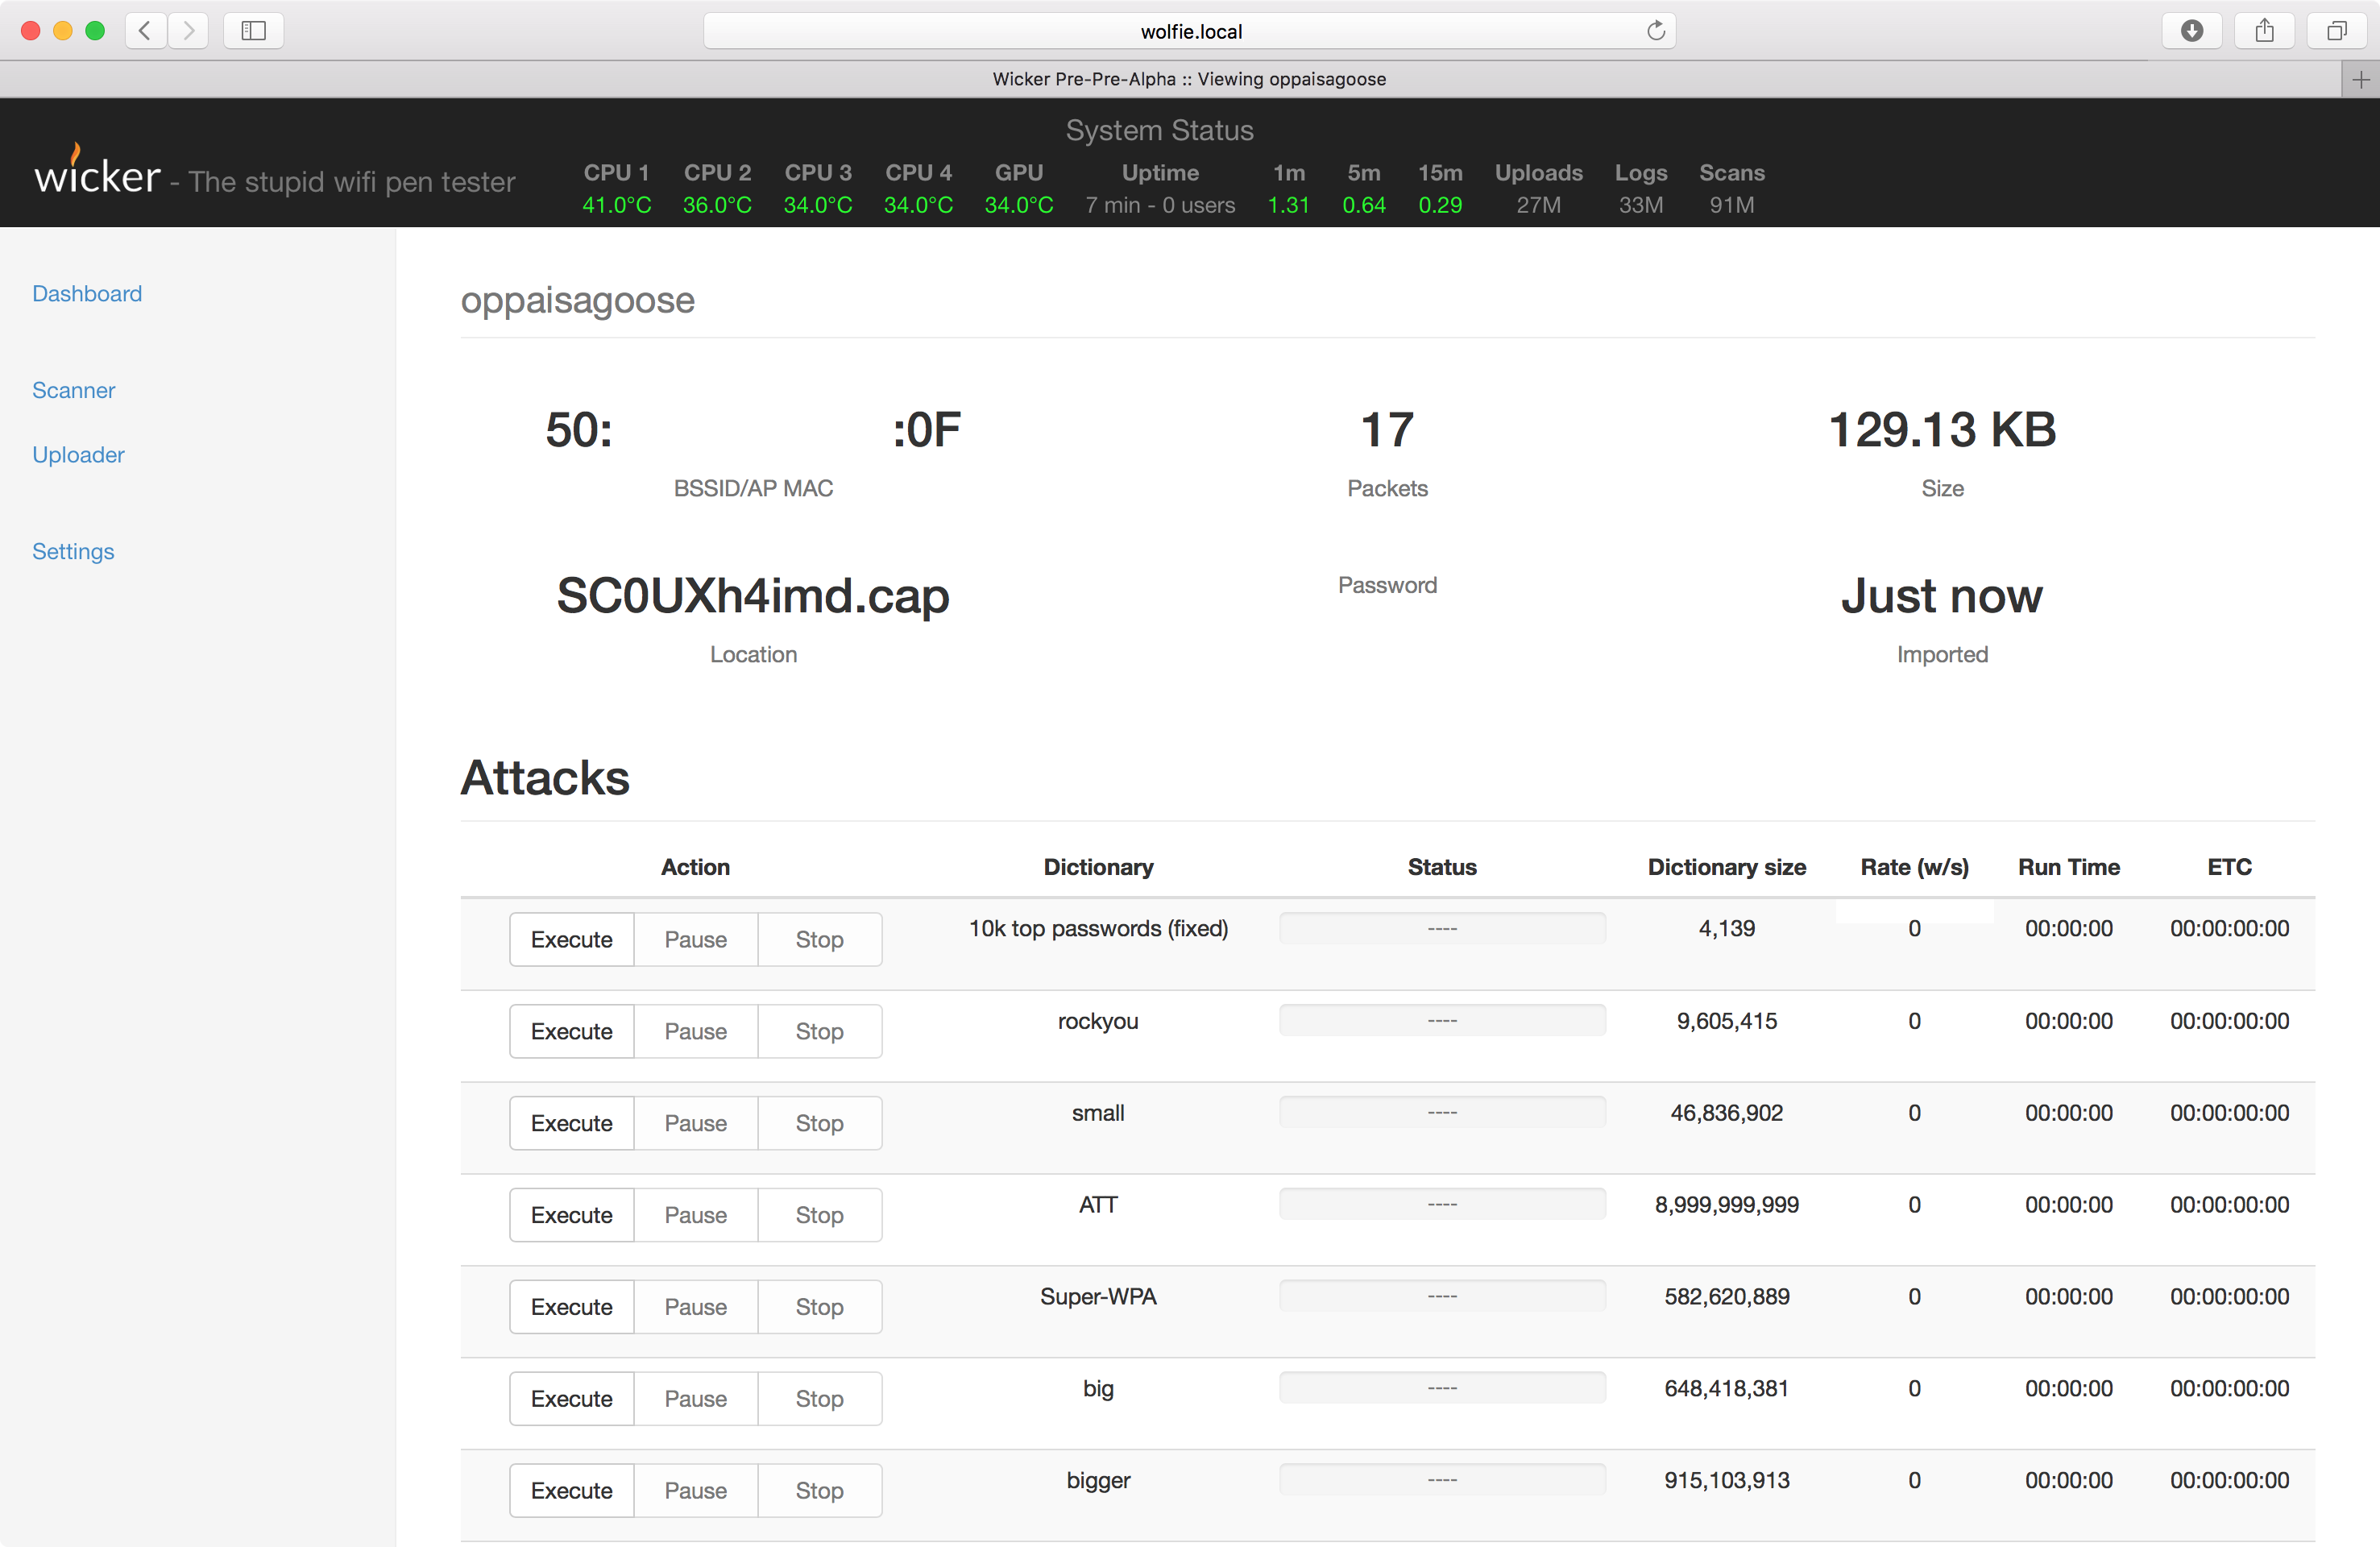 wolfie.local
Wicker Pre-Pre-Alpha :: Viewing oppaisagoose
wicker - The stupid wifi pen tester
System Status
CPU 1 CPU 2 CPU 3 CPU 4 GPU Uptime 1m 5m 15m Uploads Logs Scans
41.0°C 36.0°C 34.0°C 34.0°C 34.0°C 7 min - 0 users 1.31 0.64 0.29 27M 33M 91M
Dashboard
Scanner
Uploader
Settings
oppaisagoose
50: :0F 17 129.13 KB
BSSID/AP MAC Packets Size
SC0UXh4imd.cap Just now
Password
Location Imported
Attacks
Action Dictionary Status Dictionary size Rate (w/s) Run Time ETC
Execute Pause Stop 10k top passwords (fixed) ---- 4,139 0 00:00:00 00:00:00:00
Execute Pause Stop rockyou ---- 9,605,415 0 00:00:00 00:00:00:00
Execute Pause Stop small ---- 46,836,902 0 00:00:00 00:00:00:00
Execute Pause Stop ATT ---- 8,999,999,999 0 00:00:00 00:00:00:00
Execute Pause Stop Super-WPA ---- 582,620,889 0 00:00:00 00:00:00:00
Execute Pause Stop big ---- 648,418,381 0 00:00:00 00:00:00:00
Execute Pause Stop bigger ---- 915,103,913 0 00:00:00 00:00:00:00